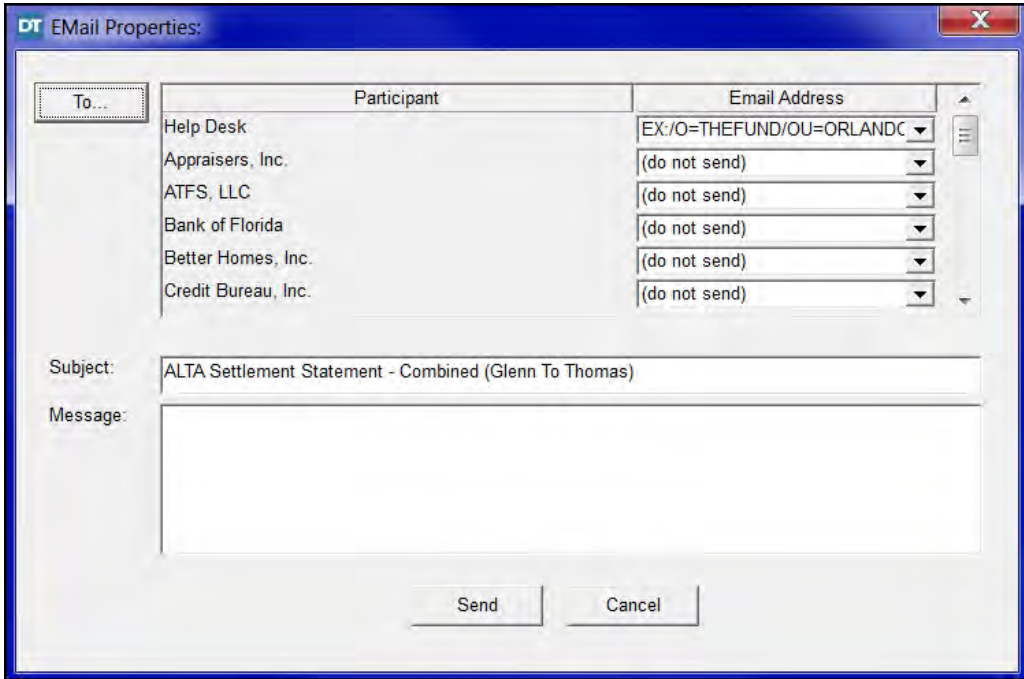 DT EMail Properties:
To... Participant Email Address
Help Desk EX:/O=THEFUND/OU=ORLANDO
Appraisers, Inc. (do not send)
ATFS, LLC (do not send)
Bank of Florida (do not send)
Better Homes, Inc. (do not send)
Credit Bureau, Inc. (do not send)
Subject: ALTA Settlement Statement - Combined (Glenn To Thomas)
Message:
Send Cancel